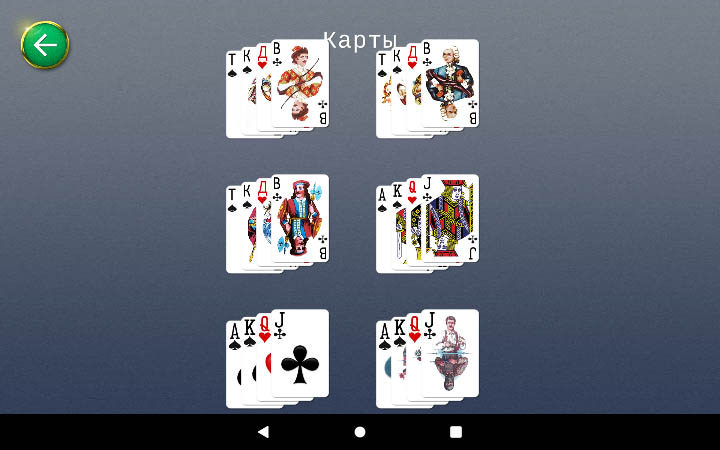 Карты
Т К Д В В
Т К Д В В
Т К Д В В
A K Q J J
A K Q J
A K Q J